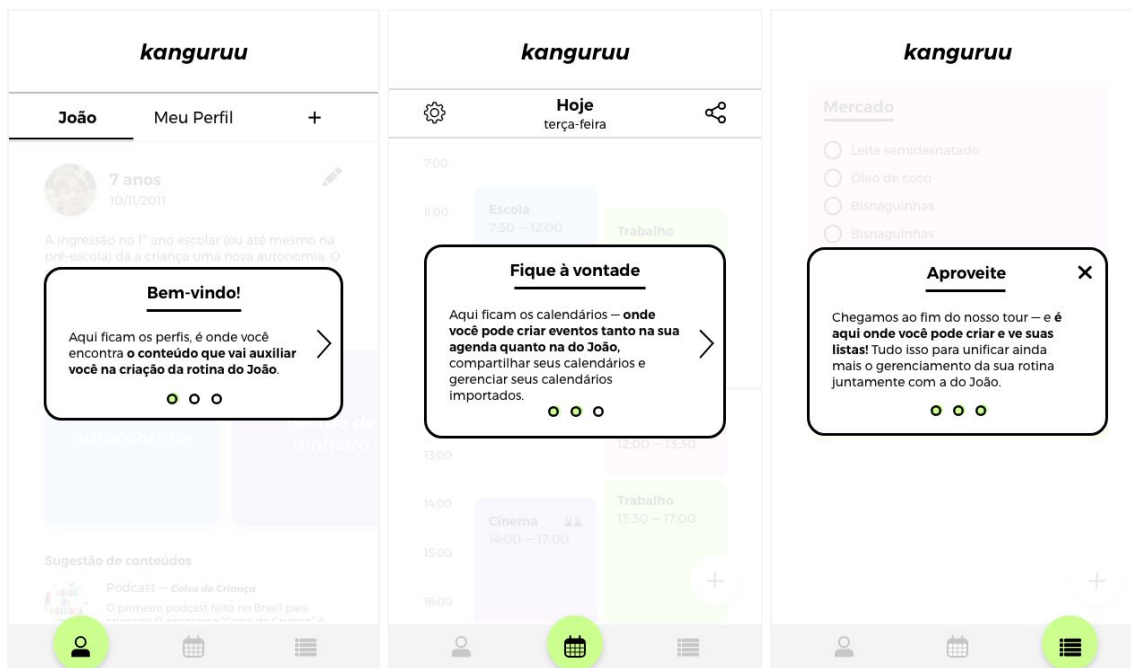 kanguruu
João Meu Perfil +
7 anos
10/11/2011
A ingressão no 1º ano escolar (ou até mesmo na
pré-escola) dá a criança uma nova autonomia. O
Bem-vindo!
Aqui ficam os perfis, é onde você
encontra o conteúdo que vai auxiliar
você na criação da rotina do João.
autocontrole
gestão de
dinheiro
Sugestão de conteúdos
Podcast — Coisa de Criança
O primeiro podcast feito no Brasil para
kanguruu
Hoje
terça-feira
7:00
8:00
Escola
7:30 — 12:00
Trabalho
Fique à vontade
Aqui ficam os calendários — onde
você pode criar eventos tanto na sua
agenda quanto na do João,
compartilhar seus calendários e
gerenciar seus calendários
importados.
12:00 — 13:30
13:00
14:00
Cinema
14:00 — 17:00
Trabalho
13:30 — 17:00
15:00
16:00
+
kanguruu
Mercado
Leite semidesnatado
Óleo de coco
Bisnaguinhas
Bisnaguinhas
Aproveite
Chegamos ao fim do nosso tour — e é
aqui onde você pode criar e ve suas
listas! Tudo isso para unificar ainda
mais o gerenciamento da sua rotina
juntamente com a do João.
+